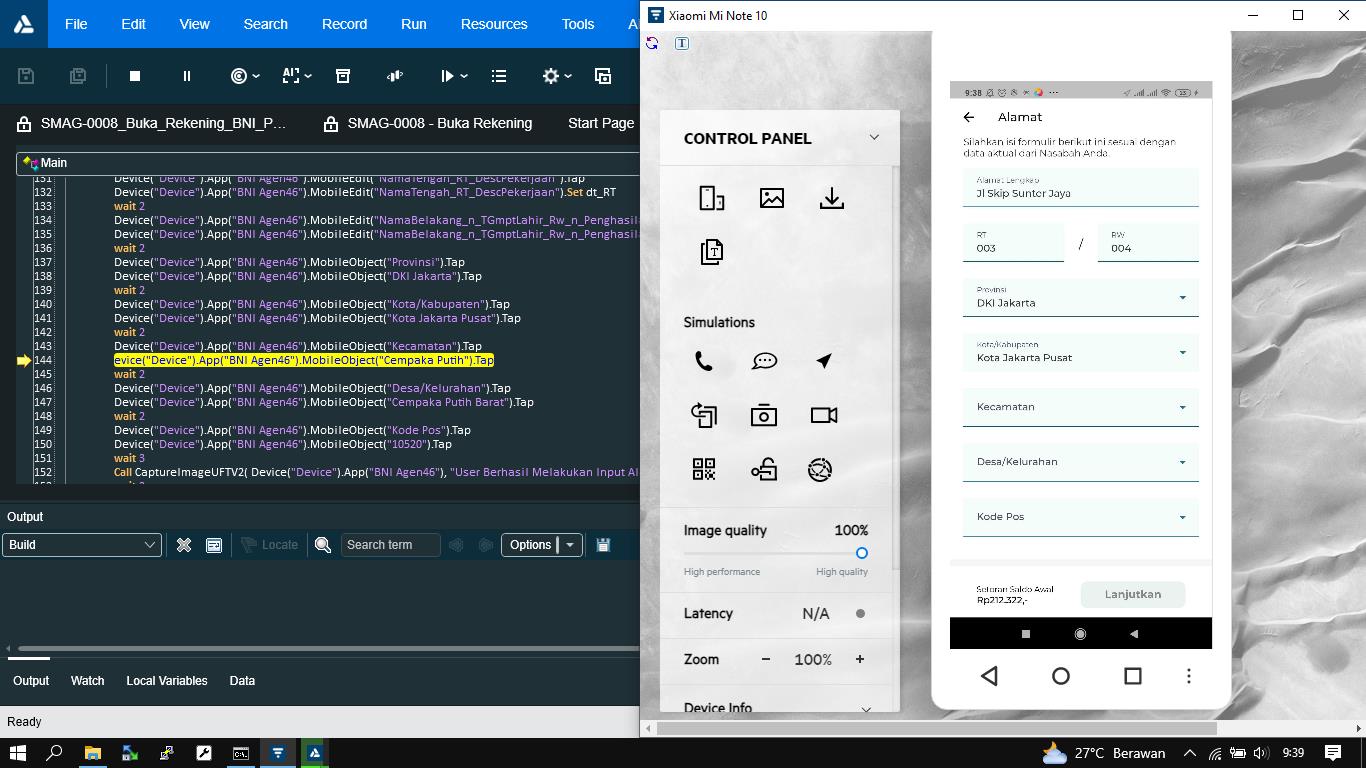 File Edit View Search Record Run Resources Tools
SMAG-0008_Buka_Rekening_BNI_P... SMAG-0008 - Buka Rekening Start Page
Main
131 Device("Device").App("BNI Agen46").MobileEdit("NamaTengah_RT_DescPekerjaan").Tap
132 Device("Device").App("BNI Agen46").MobileEdit("NamaTengah_RT_DescPekerjaan").Set dt_RT
133 wait 2
134 Device("Device").App("BNI Agen46").MobileEdit("NamaBelakang_n_TGmptLahir_Rw_n_Penghasila
135 Device("Device").App("BNI Agen46").MobileEdit("NamaBelakang_n_TGmptLahir_Rw_n_Penghasila
136 wait 2
137 Device("Device").App("BNI Agen46").MobileObject("Provinsi").Tap
138 Device("Device").App("BNI Agen46").MobileObject("DKI Jakarta").Tap
139 wait 2
140 Device("Device").App("BNI Agen46").MobileObject("Kota/Kabupaten").Tap
141 Device("Device").App("BNI Agen46").MobileObject("Kota Jakarta Pusat").Tap
142 wait 2
143 Device("Device").App("BNI Agen46").MobileObject("Kecamatan").Tap
144 evice("Device").App("BNI Agen46").MobileObject("Cempaka Putih").Tap
145 wait 2
146 Device("Device").App("BNI Agen46").MobileObject("Desa/Kelurahan").Tap
147 Device("Device").App("BNI Agen46").MobileObject("Cempaka Putih Barat").Tap
148 wait 2
149 Device("Device").App("BNI Agen46").MobileObject("Kode Pos").Tap
150 Device("Device").App("BNI Agen46").MobileObject("10520").Tap
151 wait 3
152 Call CaptureImageUFTV2( Device("Device").App("BNI Agen46"), "User Berhasil Melakukan Input Al
Output
Build Locate Search term Options
Output Watch Local Variables Data
Ready
Xiaomi Mi Note 10
T
CONTROL PANEL
Simulations
Image quality 100%
High performance High quality
Latency N/A
Zoom − 100% +
Device Info
9:38
Alamat
Silahkan isi formulir berikut ini sesuai dengan
data aktual dari Nasabah Anda.
Alamat Lengkap
Jl Skip Sunter Jaya
RT RW
003 / 004
Provinsi
DKI Jakarta
Kota/Kabupaten
Kota Jakarta Pusat
Kecamatan
Desa/Kelurahan
Kode Pos
Setoran Saldo Awal
Rp212.322,-
Lanjutkan
27°C Berawan 9:39